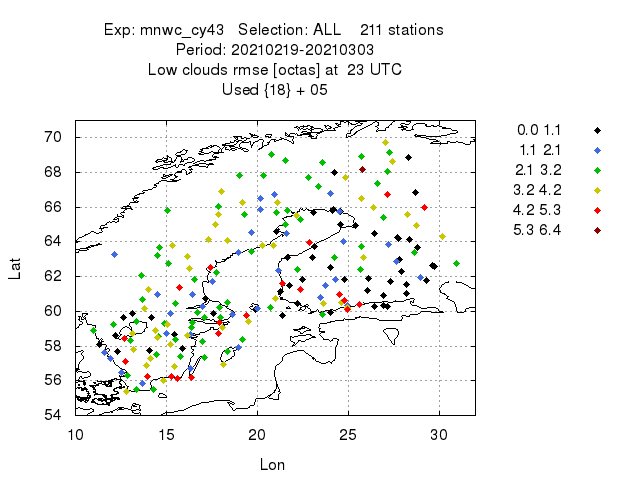 Exp: mnwc_cy43 Selection: ALL 211 stations
Period: 20210219-20210303
Low clouds rmse [octas] at 23 UTC
Used {18} + 05
70
68
66
64
62
60
58
56
54
10 15 20 25 30
Lat
Lon
0.0 1.1
1.1 2.1
2.1 3.2
3.2 4.2
4.2 5.3
5.3 6.4